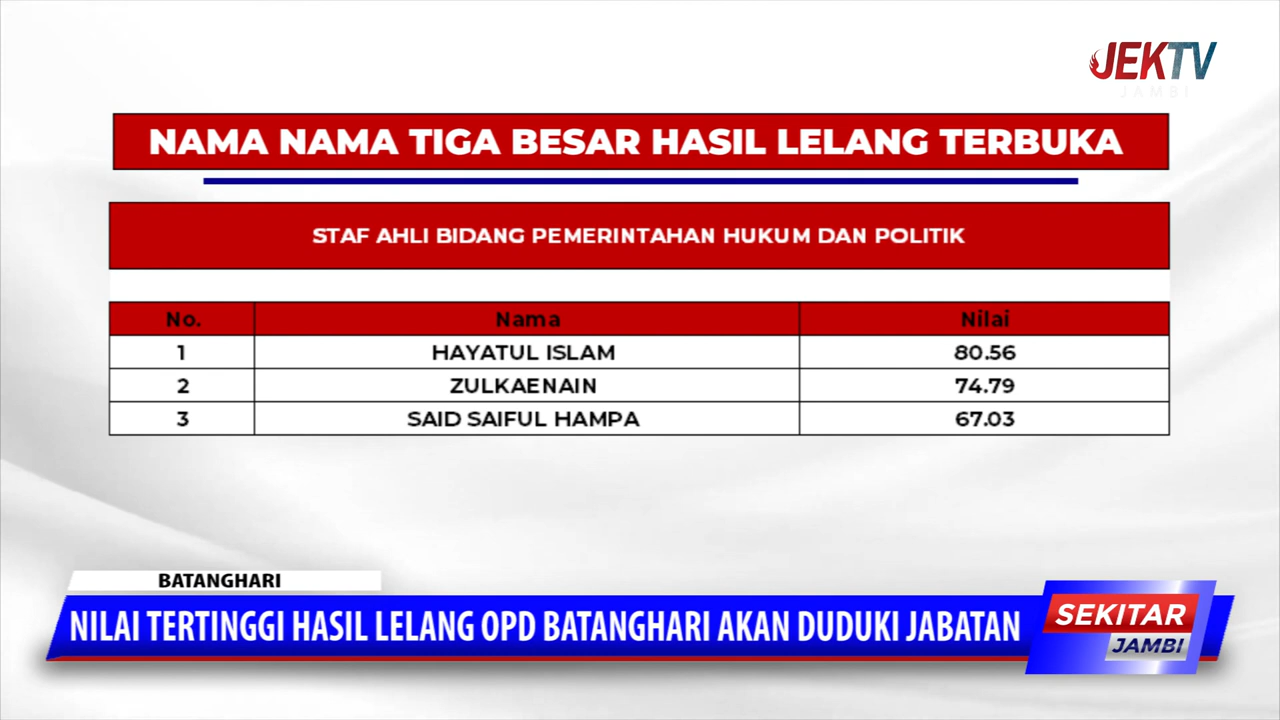 JEKTV
JAMBI
NAMA NAMA TIGA BESAR HASIL LELANG TERBUKA
STAF AHLI BIDANG PEMERINTAHAN HUKUM DAN POLITIK
No. Nama Nilai
1 HAYATUL ISLAM 80.56
2 ZULKAENAIN 74.79
3 SAID SAIFUL HAMPA 67.03
BATANGHARI
NILAI TERTINGGI HASIL LELANG OPD BATANGHARI AKAN DUDUKI JABATAN
SEKITAR
JAMBI